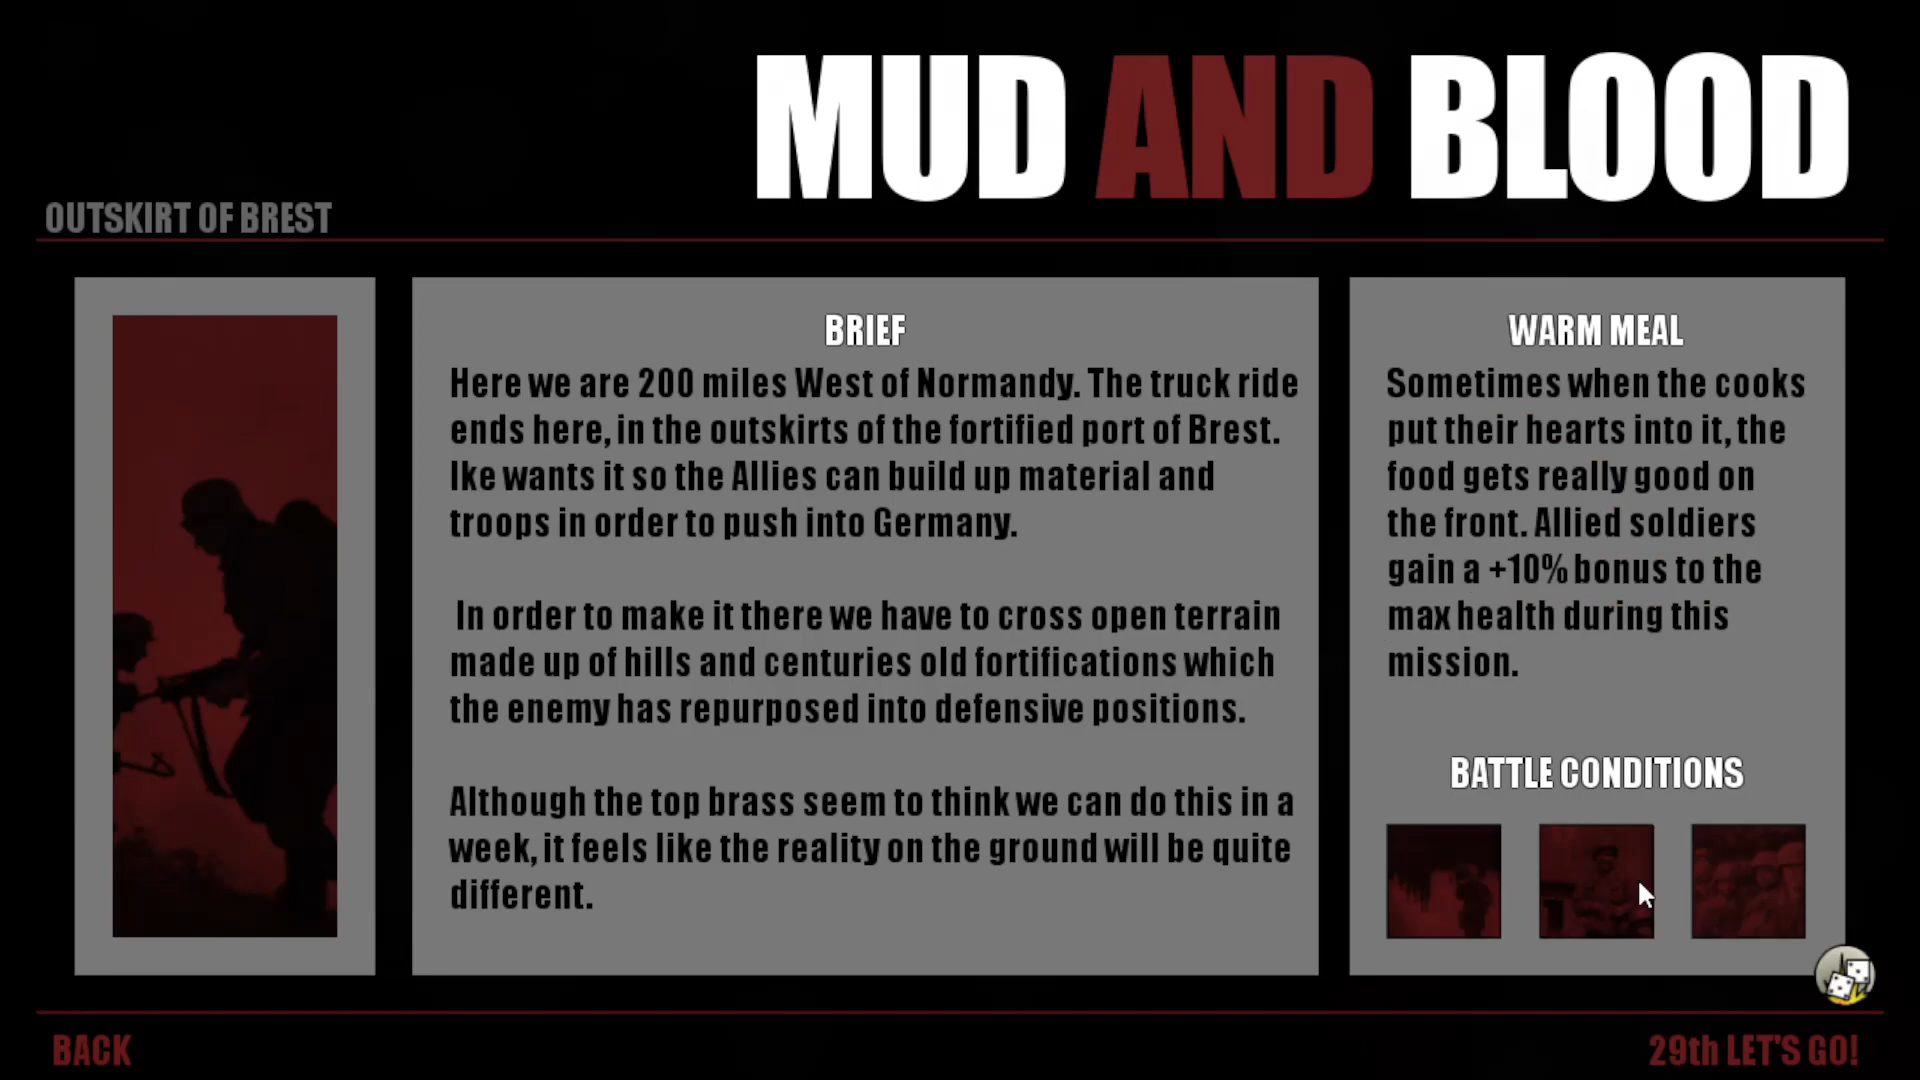 MUD AND BLOOD
OUTSKIRT OF BREST
BRIEF
Here we are 200 miles West of Normandy. The truck ride
ends here, in the outskirts of the fortified port of Brest.
Ike wants it so the Allies can build up material and
troops in order to push into Germany.
In order to make it there we have to cross open terrain
made up of hills and centuries old fortifications which
the enemy has repurposed into defensive positions.
Although the top brass seem to think we can do this in a
week, it feels like the reality on the ground will be quite
different.
WARM MEAL
Sometimes when the cooks
put their hearts into it, the
food gets really good on
the front. Allied soldiers
gain a +10% bonus to the
max health during this
mission.
BATTLE CONDITIONS
BACK
29th LET'S GO!